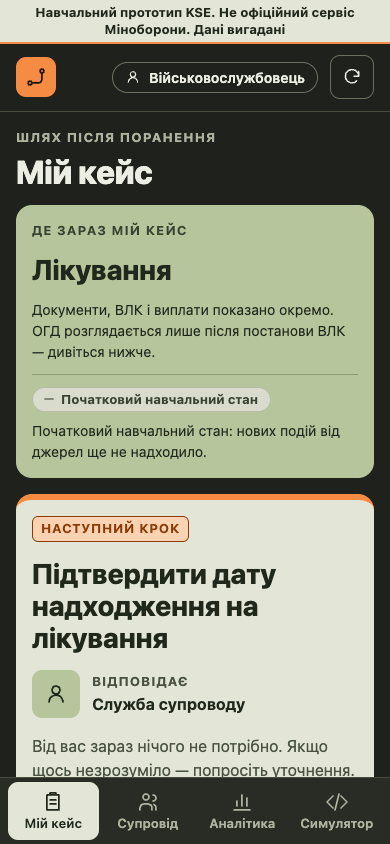 Навчальний прототип KSE. Не офіційний сервіс
Міноборони. Дані вигадані
Військовослужбовець
ШЛЯХ ПІСЛЯ ПОРАНЕННЯ
Мій кейс
ДЕ ЗАРАЗ МІЙ КЕЙС
Лікування
Документи, ВЛК і виплати показано окремо.
ОГД розглядається лише після постанови ВЛК
— дивіться нижче.
— Початковий навчальний стан
Початковий навчальний стан: нових подій від
джерел ще не надходило.
НАСТУПНИЙ КРОК
Підтвердити дату
надходження на
лікування
ВІДПОВІДАЄ
Служба супроводу
Від вас зараз нічого не потрібно. Якщо
щось незрозуміло — попросіть уточнення.
Мій кейс
Супровід
Аналітика
Симулятор